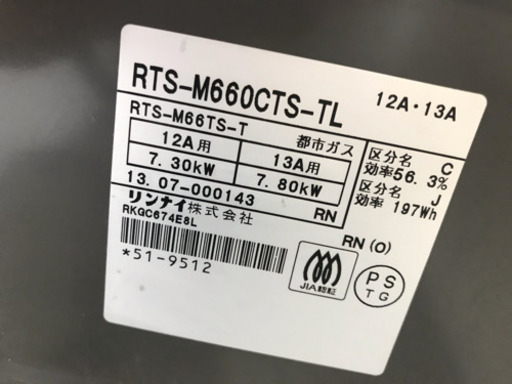 RTS-M660CTS-TL 12A・13A
RTS-M66TS-T 都市ガス
12A用 13A用
7.30kW 7.80kW
区分名 C
効率56.3%
区分名 J
効率 197Wh
13.07-000143 RN
リンナイ株式会社
RKGC674E8L
RN(O)
*51-9512
JIA認証
PS
TG